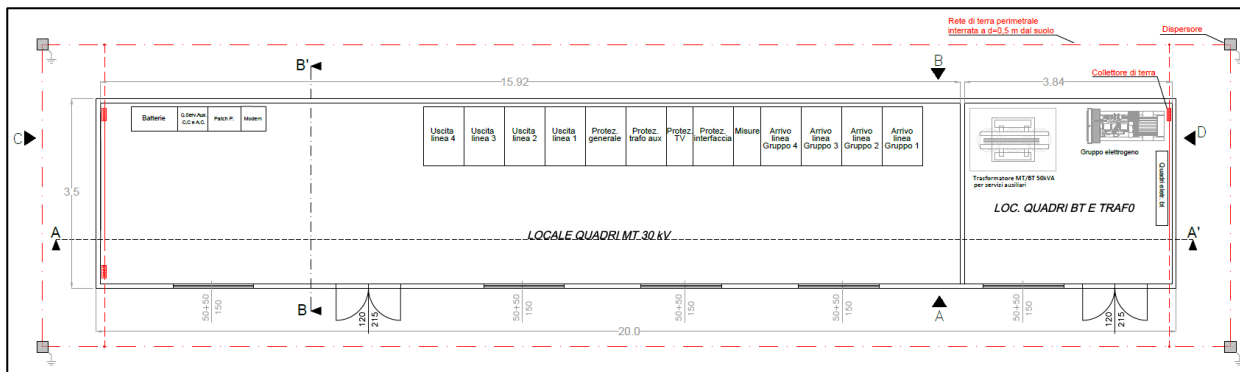 Rete di terra perimetrale
interrata a d=0,5 m dal suolo
Dispersore
B'
B
15.92
3.84
Collettore di terra
C
D
Batterie
Q.Serv.Aux.
C.C e A.C.
Patch P.
Modem
Uscita
linea 4
Uscita
linea 3
Uscita
linea 2
Uscita
linea 1
Protez.
generale
Protez.
trafo aux
Protez.
TV
Protez.
interfaccia
Misure
Arrivo
linea
Gruppo 4
Arrivo
linea
Gruppo 3
Arrivo
linea
Gruppo 2
Arrivo
linea
Gruppo 1
Trasformatore MT/BT 50kVA
per servizi auxiliari
Gruppo elettrogeno
Quadri elettr. bt
3.5
LOC. QUADRI BT E TRAF0
LOCALE QUADRI MT 30 kV
A
A'
B
A
50+50
150
120
215
50+50
150
50+50
150
50+50
150
50+50
150
120
215
20.0